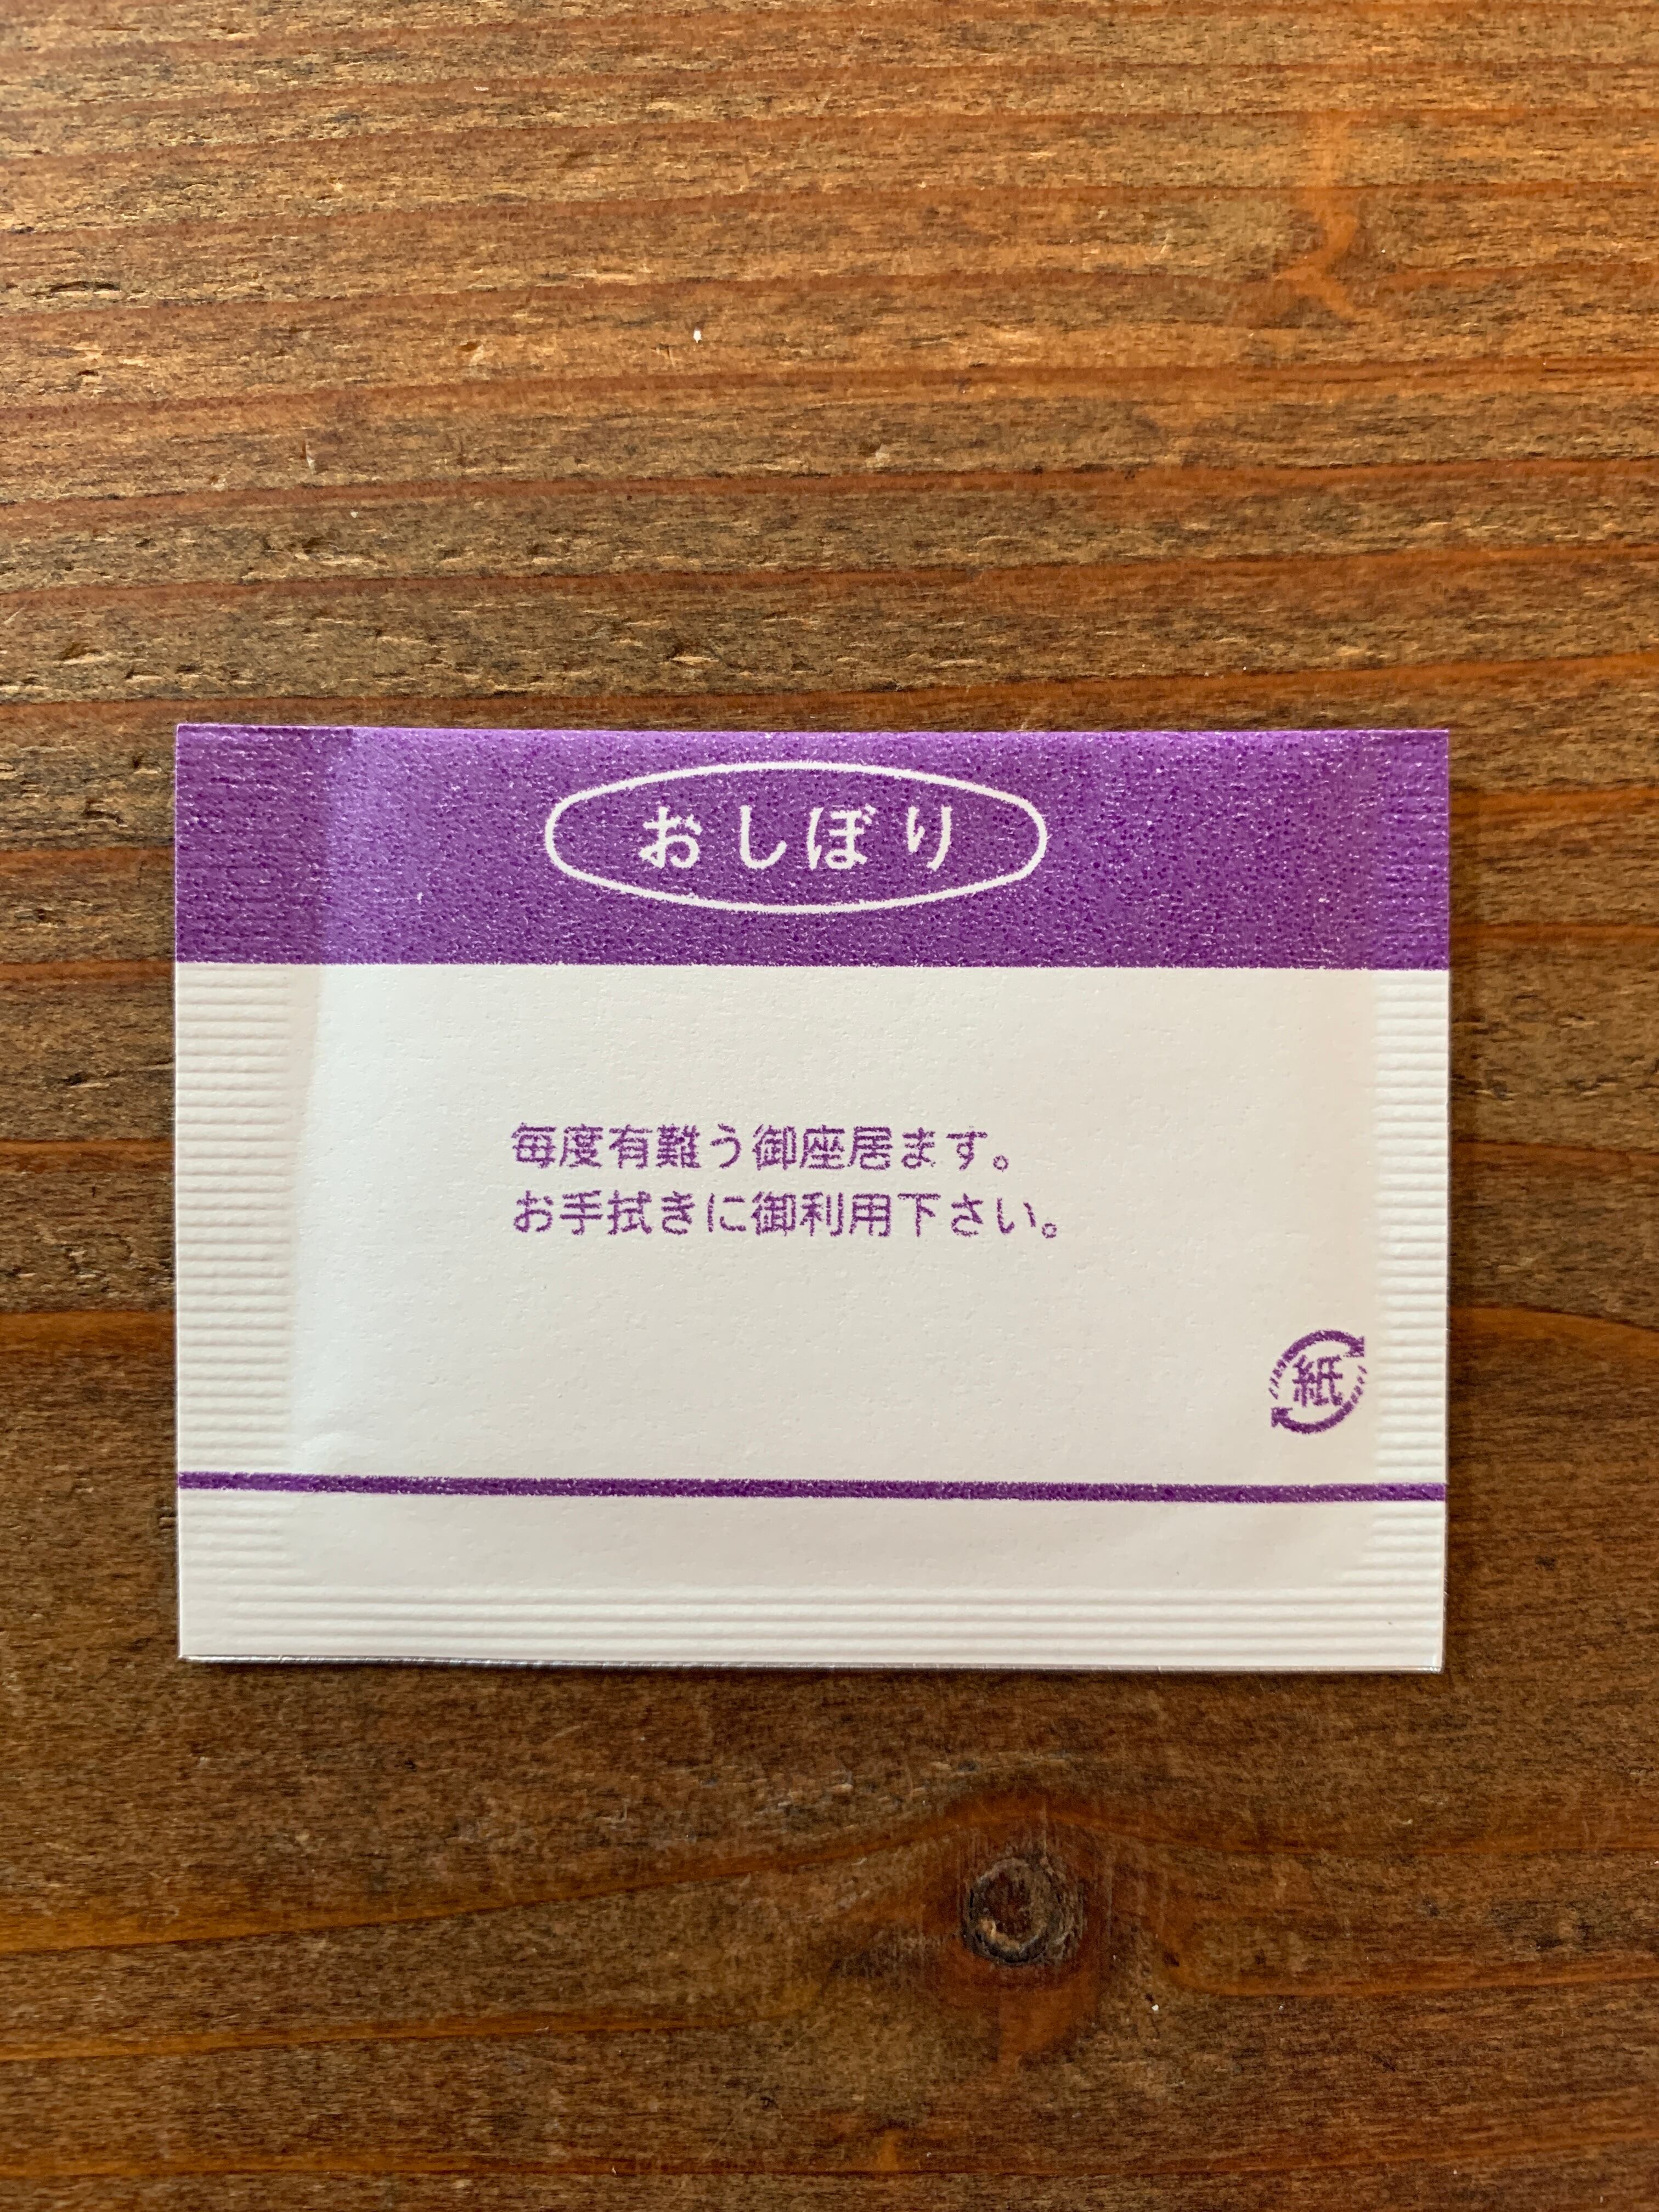 おしぼり
毎度有難う御座居ます。
お手拭きに御利用下さい。
紙